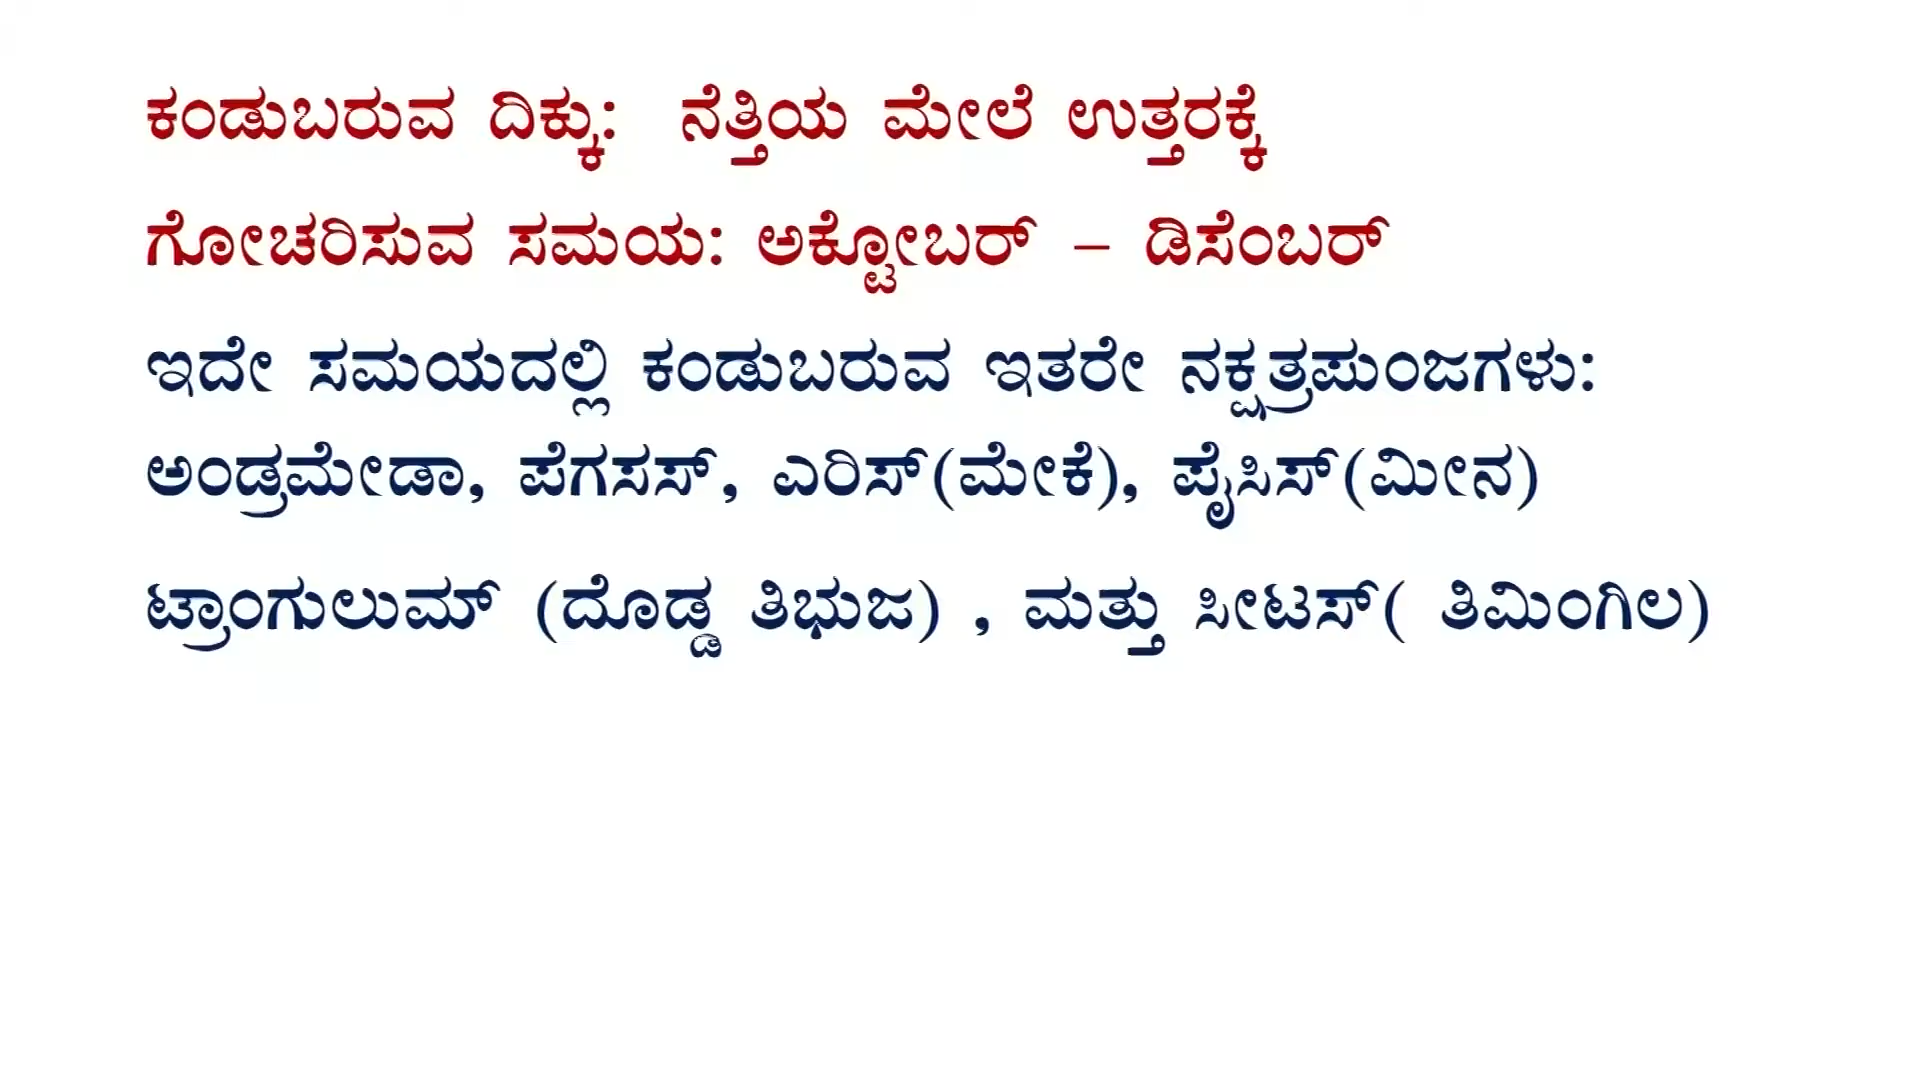 ಕಂಡುಬರುವ ದಿಕ್ಕು: ನೆತ್ತಿಯ ಮೇಲೆ ಉತ್ತರಕ್ಕೆ
ಗೋಚರಿಸುವ ಸಮಯ: ಅಕ್ಟೋಬರ್ – ಡಿಸೆಂಬರ್
ಇದೇ ಸಮಯದಲ್ಲಿ ಕಂಡುಬರುವ ಇತರೇ ನಕ್ಷತ್ರಪುಂಜಗಳು:
ಅಂಡ್ರಮೇಡಾ, ಪೆಗಸಸ್, ಎರಿಸ್(ಮೇಕೆ), ಪೈಸಿಸ್(ಮೀನ)
ಟ್ರಾಂಗುಲುಮ್ (ದೊಡ್ಡ ತಿಭುಜ) , ಮತ್ತು ಸೀಟಸ್( ತಿಮಿಂಗಿಲ)